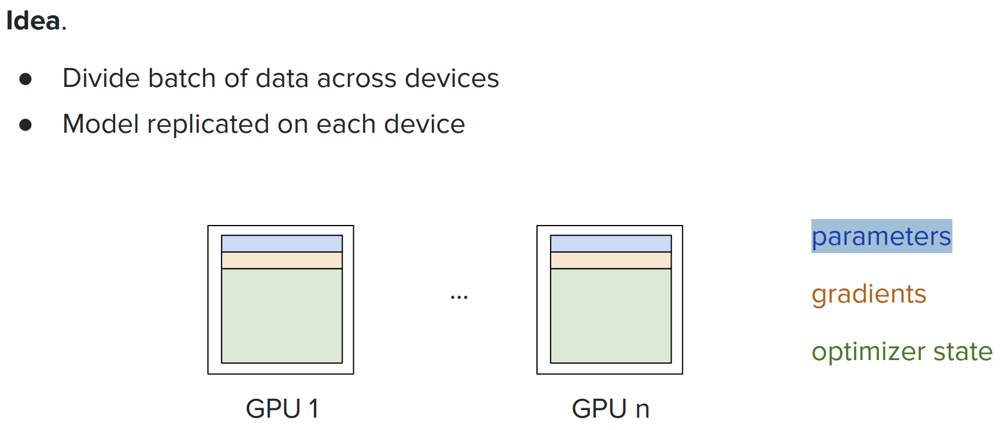 Idea.
● Divide batch of data across devices
● Model replicated on each device
parameters
gradients
...
optimizer state
GPU 1
GPU n